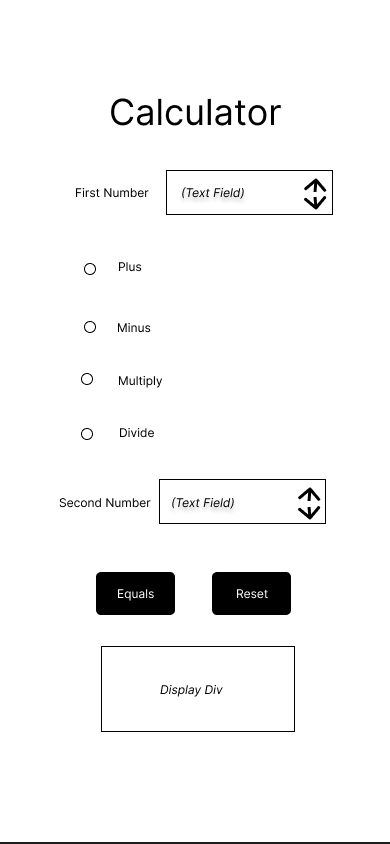 Calculator
First Number (Text Field)
Plus
Minus
Multiply
Divide
Second Number (Text Field)
Equals Reset
Display Div